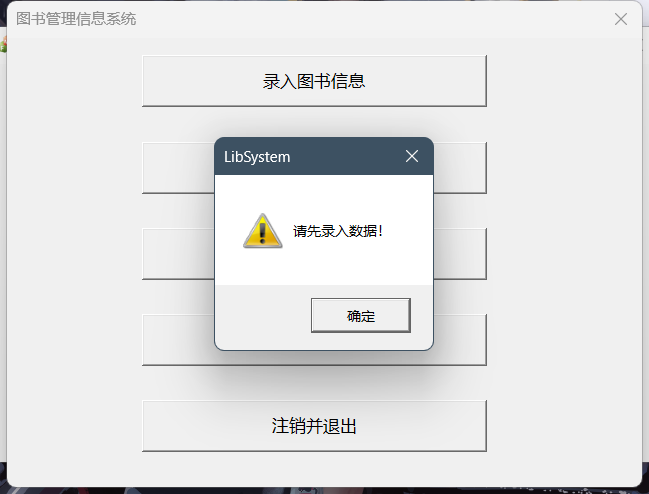 图书管理信息系统
录入图书信息
LibSystem
请先录入数据!
确定
注销并退出